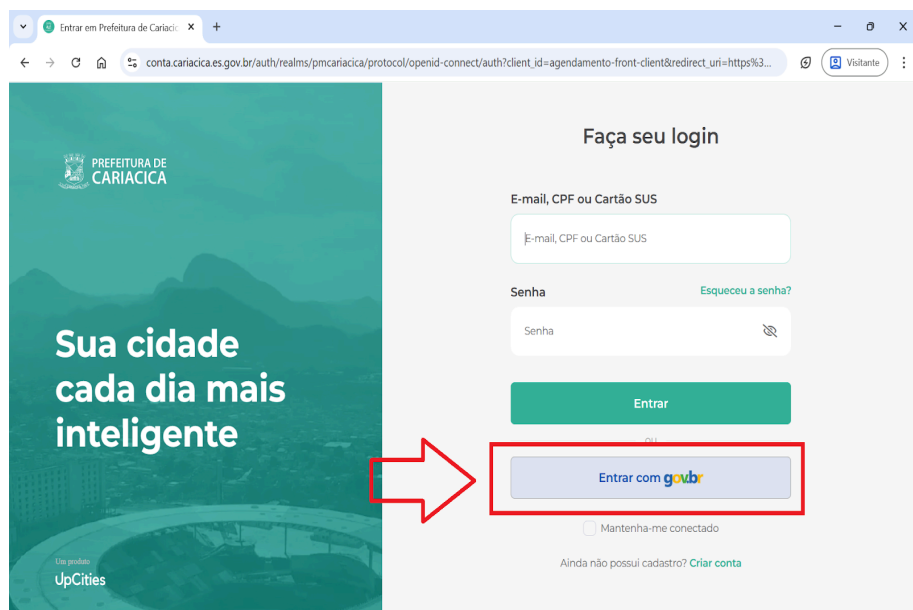 Entrar em Prefeitura de Cariacic
conta.cariacica.es.gov.br/auth/realms/pmcariacica/protocol/openid-connect/auth?client_id=agendamento-front-client&redirect_uri=https%3...
Visitante
PREFEITURA DE
CARIACICA
Sua cidade
cada dia mais
inteligente
Um produto
UpCities
Faça seu login
E-mail, CPF ou Cartão SUS
E-mail, CPF ou Cartão SUS
Senha
Esqueceu a senha?
Senha
Entrar
ou
Entrar com gov.br
Mantenha-me conectado
Ainda não possui cadastro? Criar conta